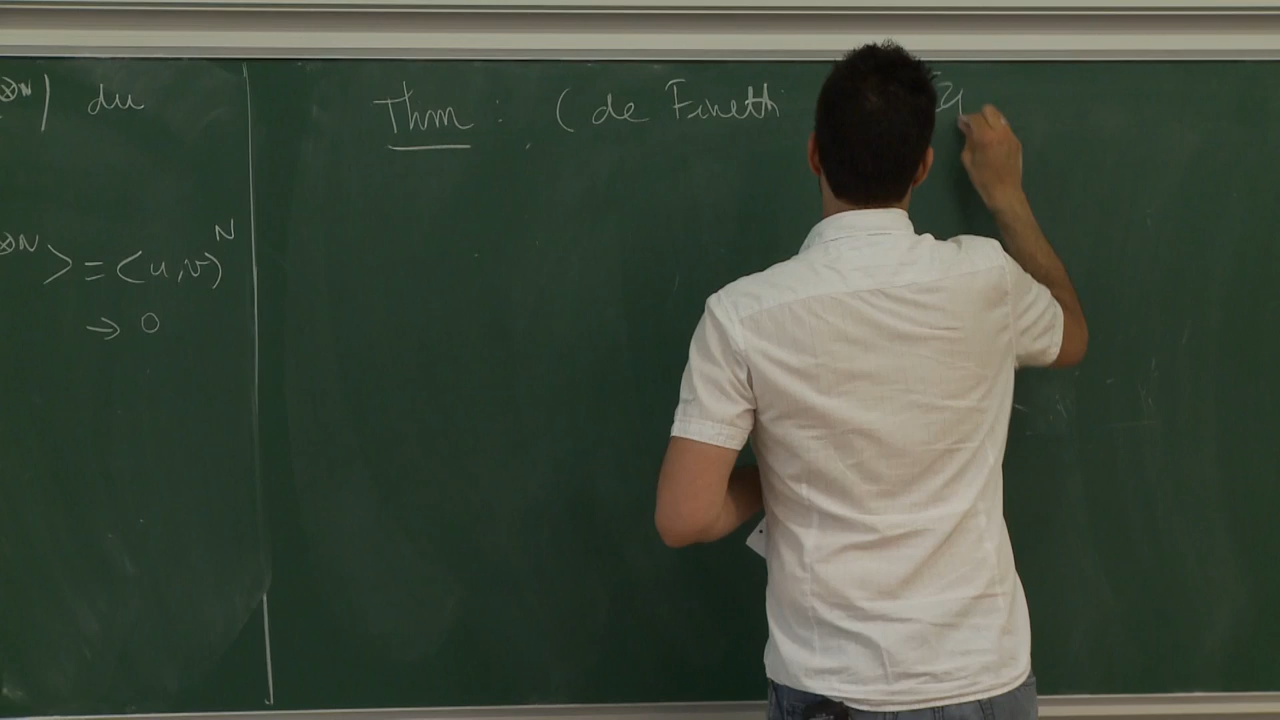 ⊗N) du
⊗N> = <u,v>^N
→ 0
Thm : (de Finetti